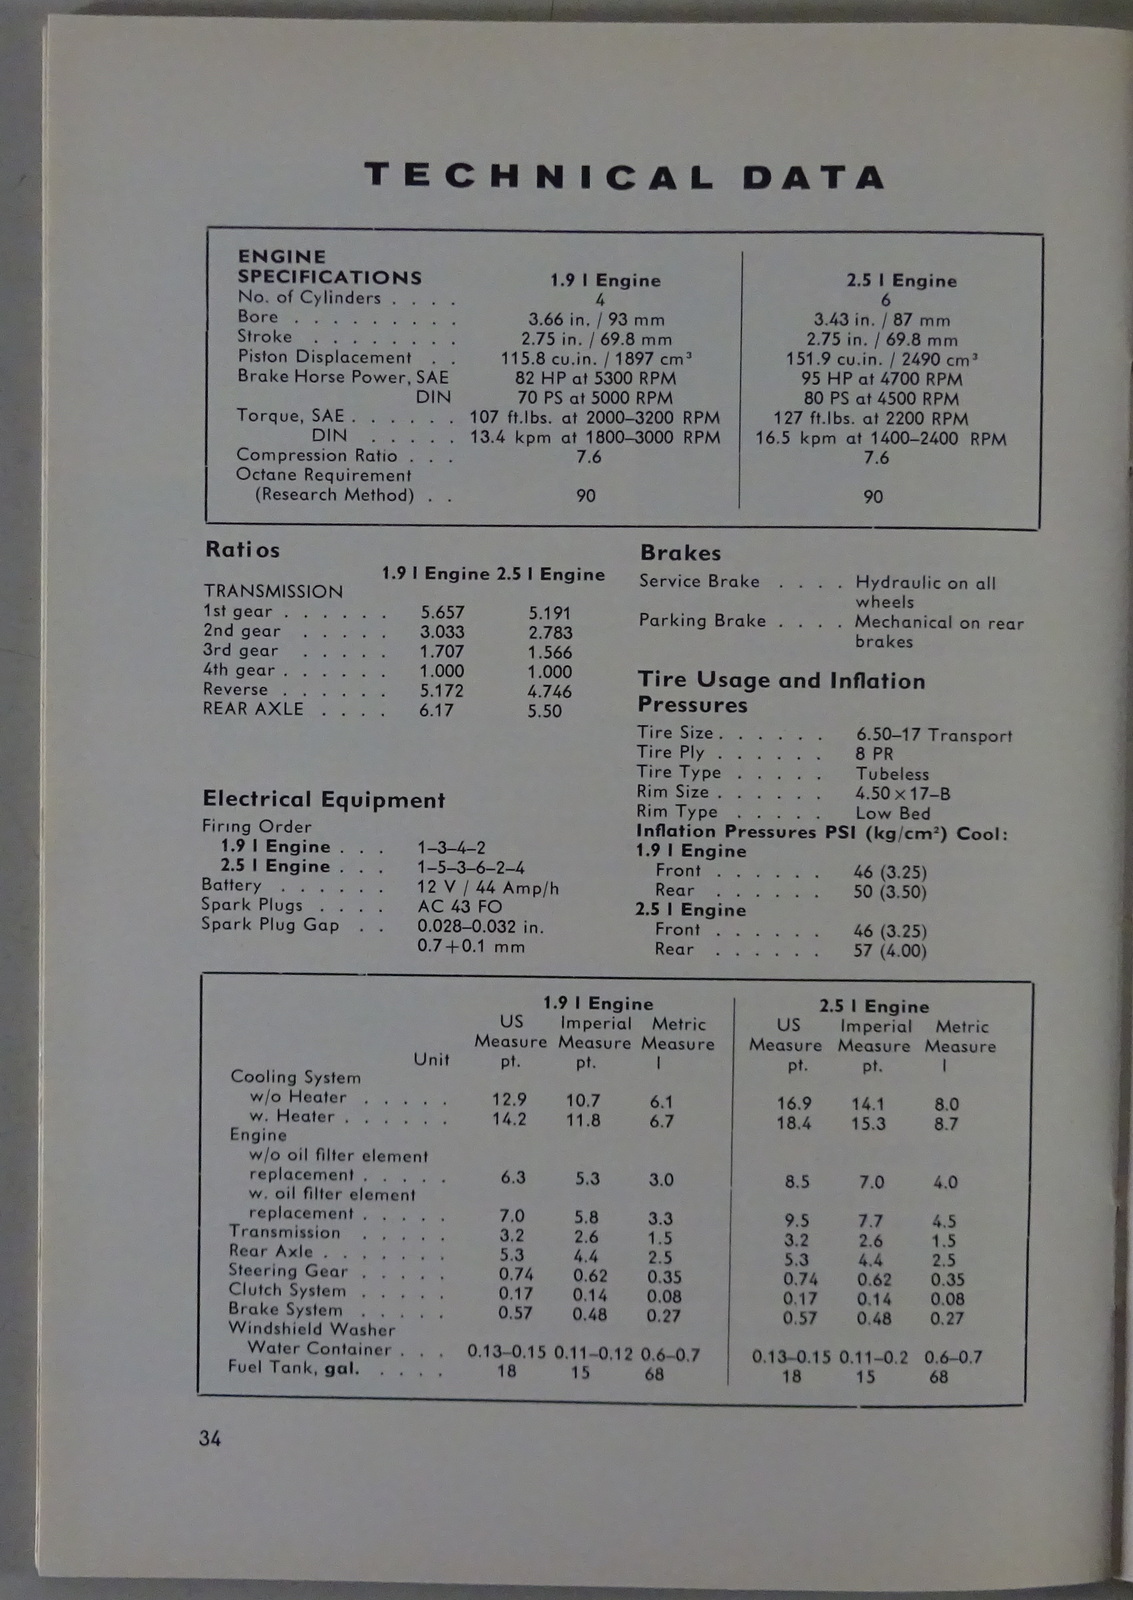 TECHNICAL DATA
ENGINE
SPECIFICATIONS 1.9 l Engine 2.5 l Engine
No. of Cylinders . . . . 4 6
Bore . . . . . . . . . 3.66 in. / 93 mm 3.43 in. / 87 mm
Stroke . . . . . . . . 2.75 in. / 69.8 mm 2.75 in. / 69.8 mm
Piston Displacement . . 115.8 cu.in. / 1897 cm³ 151.9 cu.in. / 2490 cm³
Brake Horse Power, SAE 82 HP at 5300 RPM 95 HP at 4700 RPM
DIN 70 PS at 5000 RPM 80 PS at 4500 RPM
Torque, SAE . . . . . . 107 ft.lbs. at 2000–3200 RPM 127 ft.lbs. at 2200 RPM
DIN . . . . . 13.4 kpm at 1800–3000 RPM 16.5 kpm at 1400–2400 RPM
Compression Ratio . . . 7.6 7.6
Octane Requirement
(Research Method) . . 90 90
Ratios
1.9 l Engine 2.5 l Engine
TRANSMISSION
1st gear . . . . . . 5.657 5.191
2nd gear . . . . . 3.033 2.783
3rd gear . . . . . 1.707 1.566
4th gear . . . . . . 1.000 1.000
Reverse . . . . . . 5.172 4.746
REAR AXLE . . . . 6.17 5.50
Electrical Equipment
Firing Order
1.9 l Engine . . . 1–3–4–2
2.5 l Engine . . . 1–5–3–6–2–4
Battery . . . . . . 12 V / 44 Amp/h
Spark Plugs . . . . AC 43 FO
Spark Plug Gap . . 0.028–0.032 in.
0.7+0.1 mm
Brakes
Service Brake . . . . Hydraulic on all
wheels
Parking Brake . . . . Mechanical on rear
brakes
Tire Usage and Inflation
Pressures
Tire Size . . . . . . 6.50–17 Transport
Tire Ply . . . . . . 8 PR
Tire Type . . . . . Tubeless
Rim Size . . . . . . 4.50 x 17–B
Rim Type . . . . . Low Bed
Inflation Pressures PSI (kg/cm²) Cool:
1.9 l Engine
Front . . . . . . 46 (3.25)
Rear . . . . . . 50 (3.50)
2.5 l Engine
Front . . . . . . 46 (3.25)
Rear . . . . . . 57 (4.00)
1.9 l Engine 2.5 l Engine
US Imperial Metric US Imperial Metric
Measure Measure Measure Measure Measure Measure
Unit pt. pt. l pt. pt. l
Cooling System
w/o Heater . . . . . 12.9 10.7 6.1 16.9 14.1 8.0
w. Heater . . . . . . 14.2 11.8 6.7 18.4 15.3 8.7
Engine
w/o oil filter element
replacement . . . . . 6.3 5.3 3.0 8.5 7.0 4.0
w. oil filter element
replacement . . . . . 7.0 5.8 3.3 9.5 7.7 4.5
Transmission . . . . . 3.2 2.6 1.5 3.2 2.6 1.5
Rear Axle . . . . . . 5.3 4.4 2.5 5.3 4.4 2.5
Steering Gear . . . . . 0.74 0.62 0.35 0.74 0.62 0.35
Clutch System . . . . . 0.17 0.14 0.08 0.17 0.14 0.08
Brake System . . . . . 0.57 0.48 0.27 0.57 0.48 0.27
Windshield Washer
Water Container . . . 0.13–0.15 0.11–0.12 0.6–0.7 0.13–0.15 0.11–0.2 0.6–0.7
Fuel Tank, gal. . . . . 18 15 68 18 15 68
34